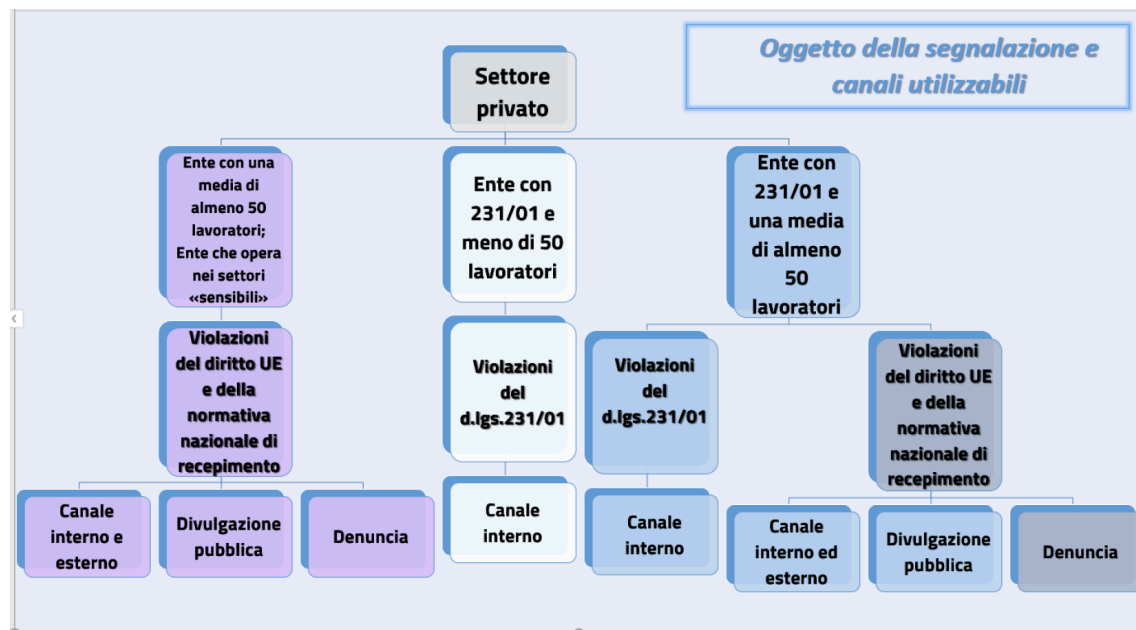 Oggetto della segnalazione e
canali utilizzabili
Settore
privato
Ente con una
media di
almeno 50
lavoratori;
Ente che opera
nei settori
«sensibili»
Ente con
231/01 e
meno di 50
lavoratori
Ente con
231/01 e
una media
di almeno
50
lavoratori
Violazioni
del diritto UE
e della
normativa
nazionale di
recepimento
Violazioni
del
d.lgs.231/01
Violazioni
del
d.lgs.231/01
Violazioni
del diritto UE
e della
normativa
nazionale di
recepimento
Canale
interno e
esterno
Divulgazione
pubblica
Denuncia
Canale
interno
Canale
interno
Canale
interno ed
esterno
Divulgazione
pubblica
Denuncia